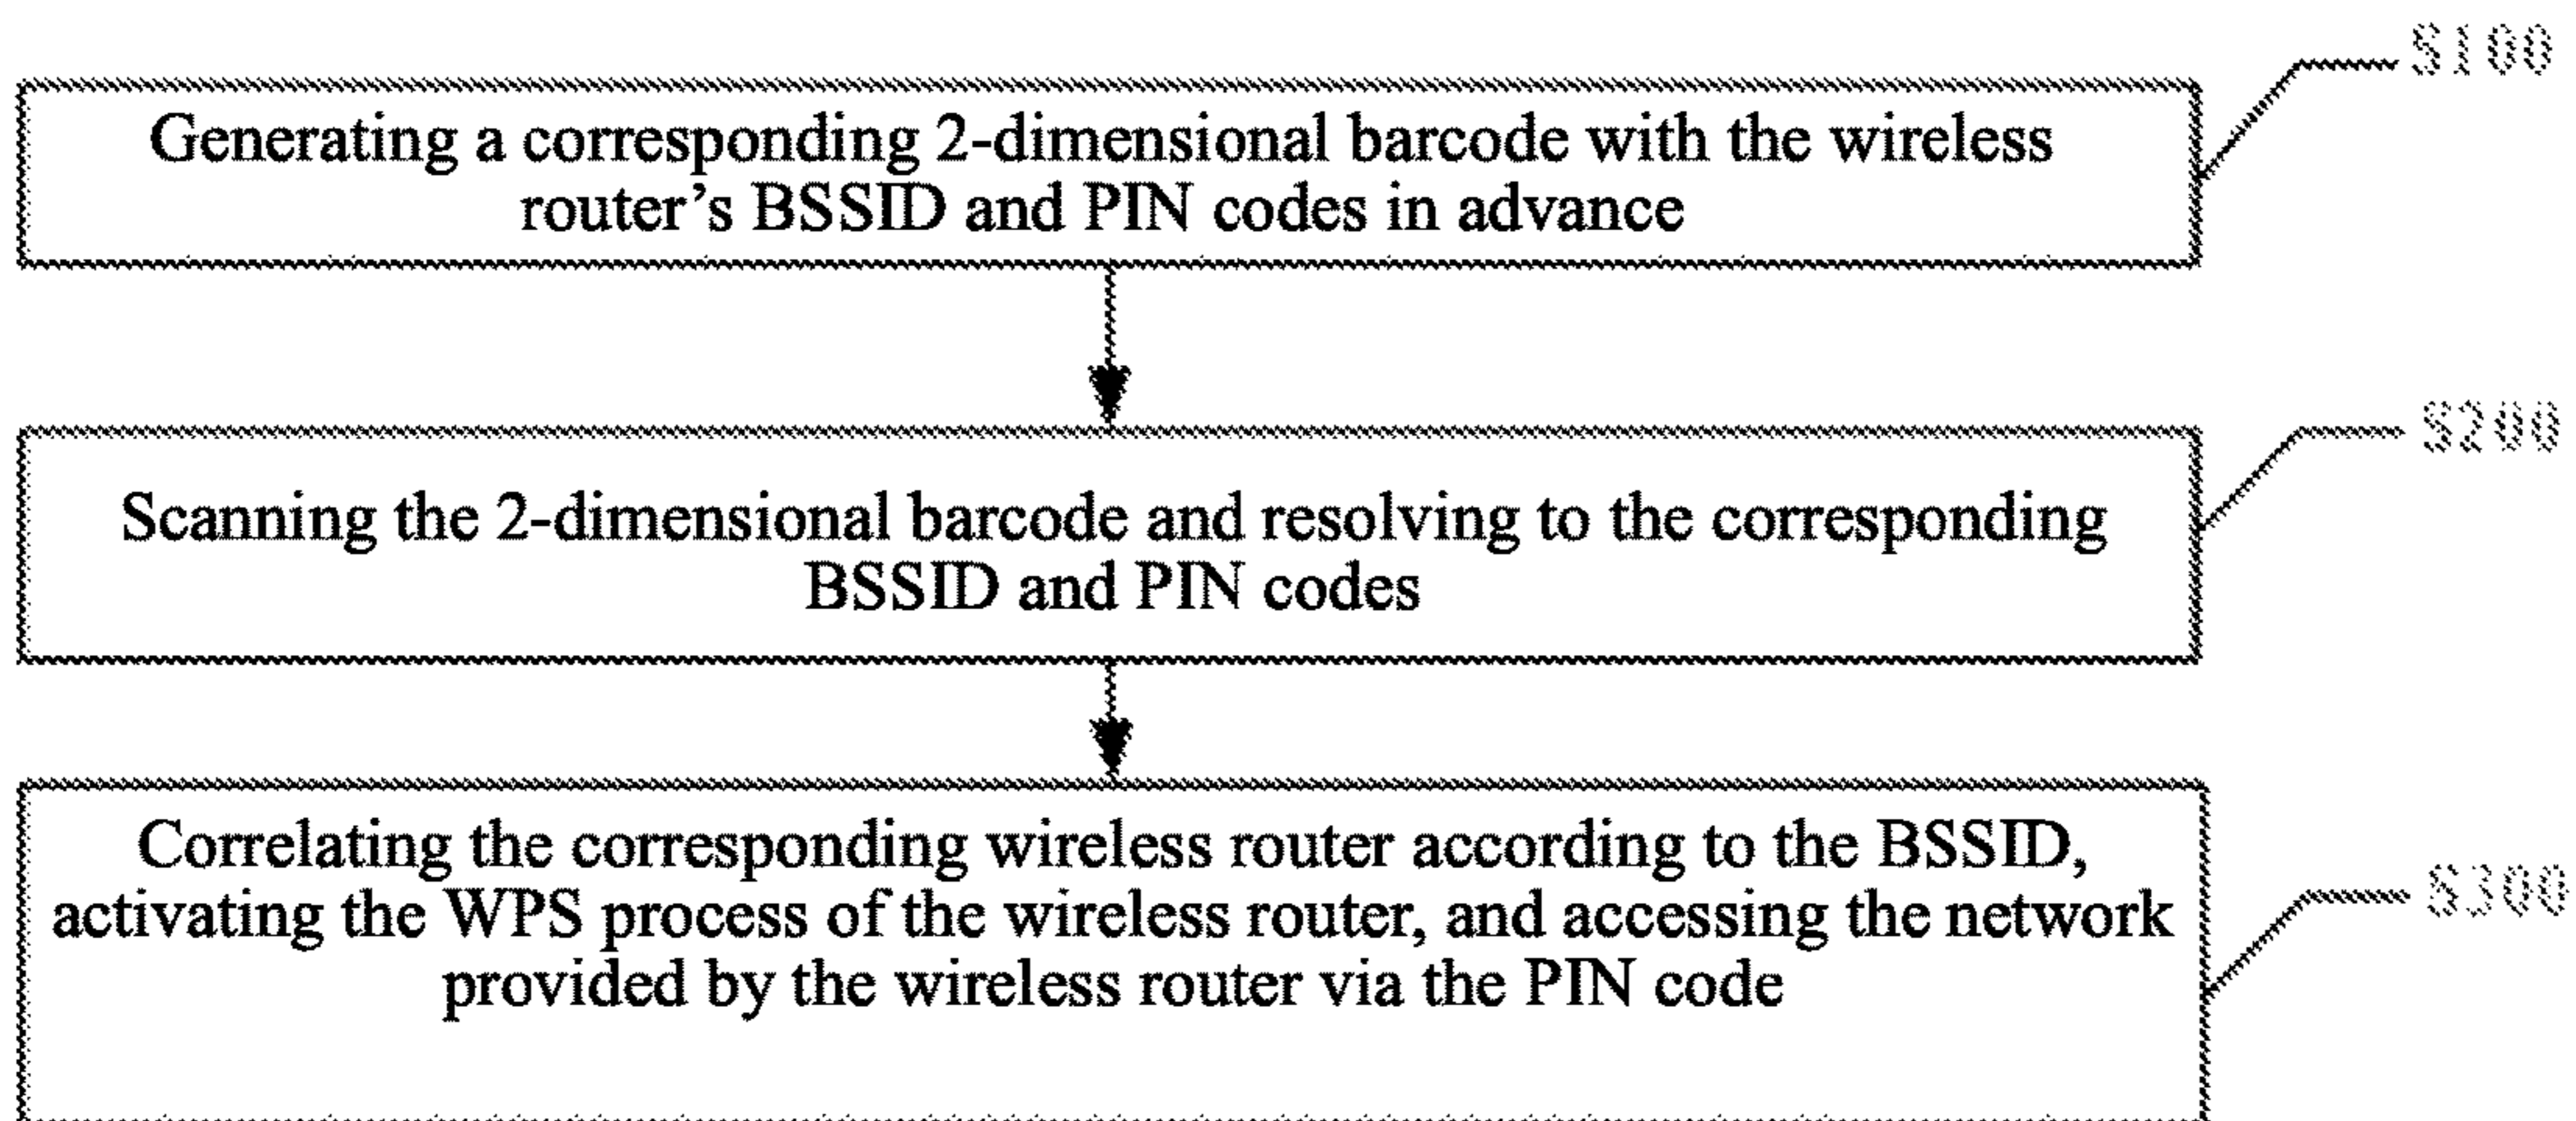 S100
Generating a corresponding 2-dimensional barcode with the wireless
router's BSSID and PIN codes in advance
S200
Scanning the 2-dimensional barcode and resolving to the corresponding
BSSID and PIN codes
Correlating the corresponding wireless router according to the BSSID,
S300
activating the WPS process of the wireless router, and accessing the network
provided by the wireless router via the PIN code